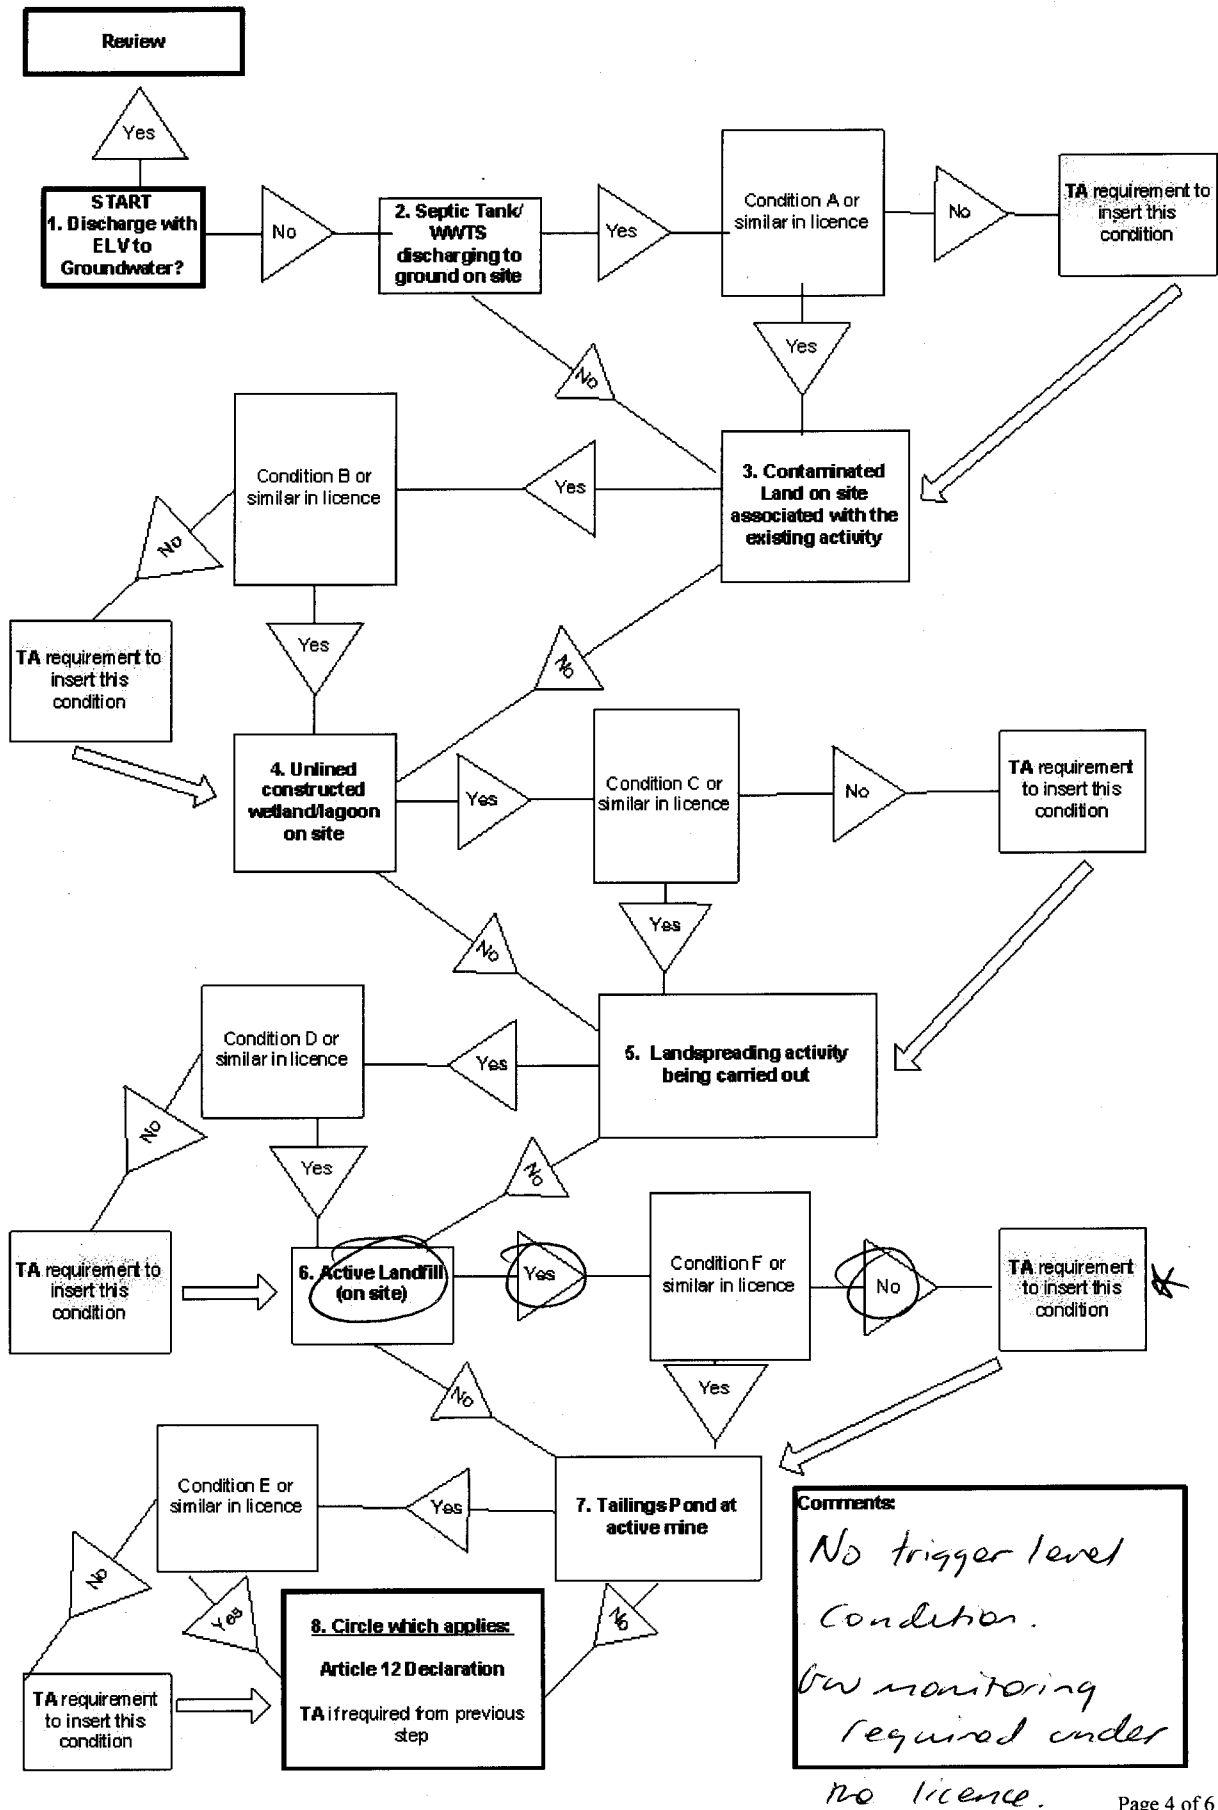 Review
Yes
START
1. Discharge with
ELV to
Groundwater?
No
2. Septic Tank/
WWTS
discharging to
ground on site
Yes
Condition A or
similar in licence
No
TA requirement to
insert this
condition
Yes
No
3. Contaminated
Land on site
associated with the
existing activity
Yes
Condition B or
similar in licence
No
TA requirement to
insert this
condition
Yes
No
4. Unlined
constructed
wetland/lagoon
on site
Yes
Condition C or
similar in licence
No
TA requirement
to insert this
condition
Yes
No
5. Landspreading activity
being carried out
Yes
Condition D or
similar in licence
No
TA requirement to
insert this
condition
Yes
No
6. Active Landfill
(on site)
Yes
Condition F or
similar in licence
No
TA requirement
to insert this
condition
Yes
No
7. Tailings Pond at
active mine
Yes
Condition E or
similar in licence
No
TA requirement
to insert this
condition
Yes
No
8. Circle which applies:
Article 12 Declaration
TA if required from previous
step
Comments:
No trigger level
condition.
GW monitoring
required under
no licence.
Page 4 of 6